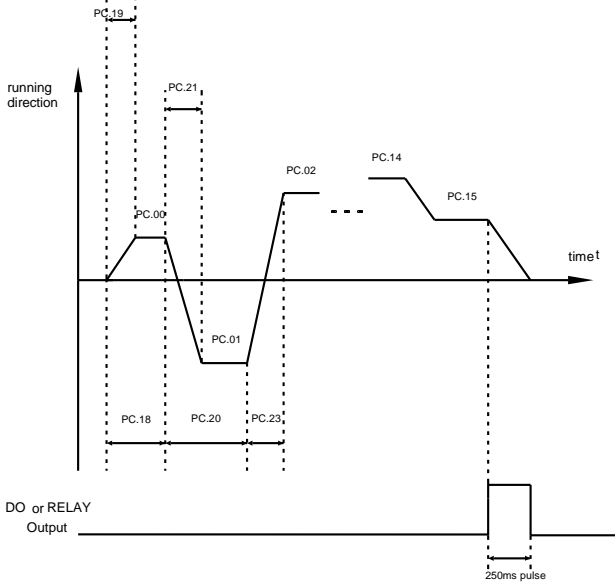 PC.19
running
direction
PC.21
PC.14
PC.02
PC.15
PC.00
time t
PC.01
PC.18
PC.20
PC.23
DO or RELAY
Output
250ms pulse